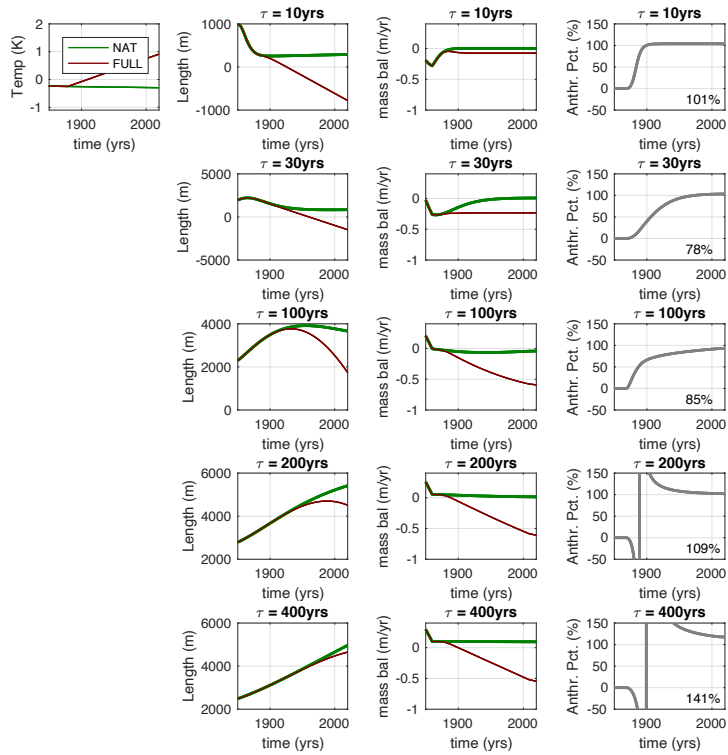 τ = 10yrs
τ = 10yrs
τ = 10yrs
Temp (K)
2
1
0
-1
NAT
FULL
1900
2000
time (yrs)
Length (m)
1000
0
-1000
1900
2000
time (yrs)
mass bal (m/yr)
0
-0.5
-1
1900
2000
time (yrs)
Anthr. Pct. (%)
150
100
50
0
-50
101%
1900
2000
time (yrs)
τ = 30yrs
τ = 30yrs
τ = 30yrs
Length (m)
5000
0
-5000
1900
2000
time (yrs)
mass bal (m/yr)
0
-0.5
-1
1900
2000
time (yrs)
Anthr. Pct. (%)
150
100
50
0
-50
78%
1900
2000
time (yrs)
τ = 100yrs
τ = 100yrs
τ = 100yrs
Length (m)
4000
2000
0
1900
2000
time (yrs)
mass bal (m/yr)
0
-0.5
-1
1900
2000
time (yrs)
Anthr. Pct. (%)
150
100
50
0
-50
85%
1900
2000
time (yrs)
τ = 200yrs
τ = 200yrs
τ = 200yrs
Length (m)
6000
4000
2000
1900
2000
time (yrs)
mass bal (m/yr)
0
-0.5
-1
1900
2000
time (yrs)
Anthr. Pct. (%)
150
100
50
0
-50
109%
1900
2000
time (yrs)
τ = 400yrs
τ = 400yrs
τ = 400yrs
Length (m)
6000
4000
2000
1900
2000
time (yrs)
mass bal (m/yr)
0
-0.5
-1
1900
2000
time (yrs)
Anthr. Pct. (%)
150
100
50
0
-50
141%
1900
2000
time (yrs)